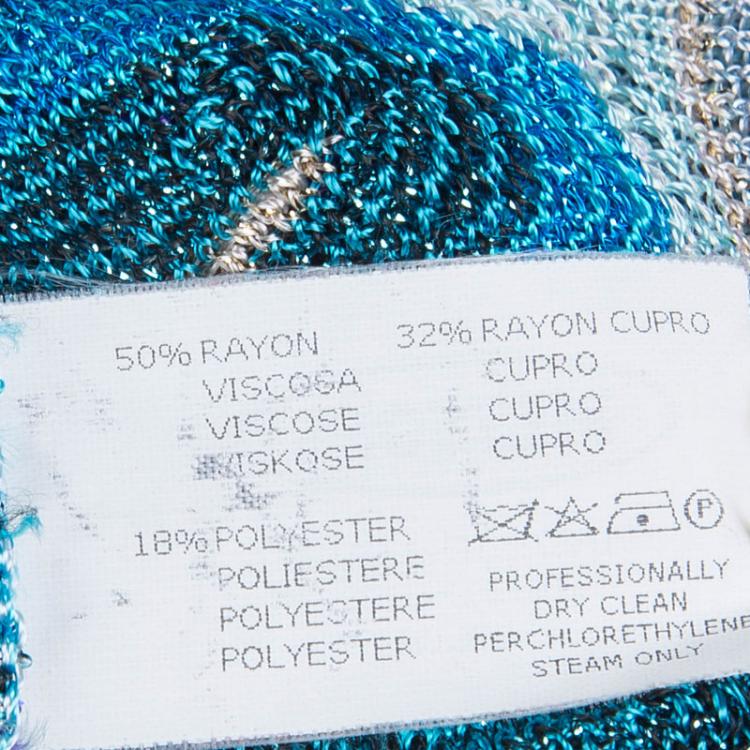 50% RAYON
VISCOSA
VISCOSE
VISKOSE
32% RAYON CUPRO
CUPRO
CUPRO
CUPRO
18% POLYESTER
POLIESTERE
POLYESTERE
POLYESTER
P
PROFESSIONALLY
DRY CLEAN
PERCHLORETHYLENE
STEAM ONLY